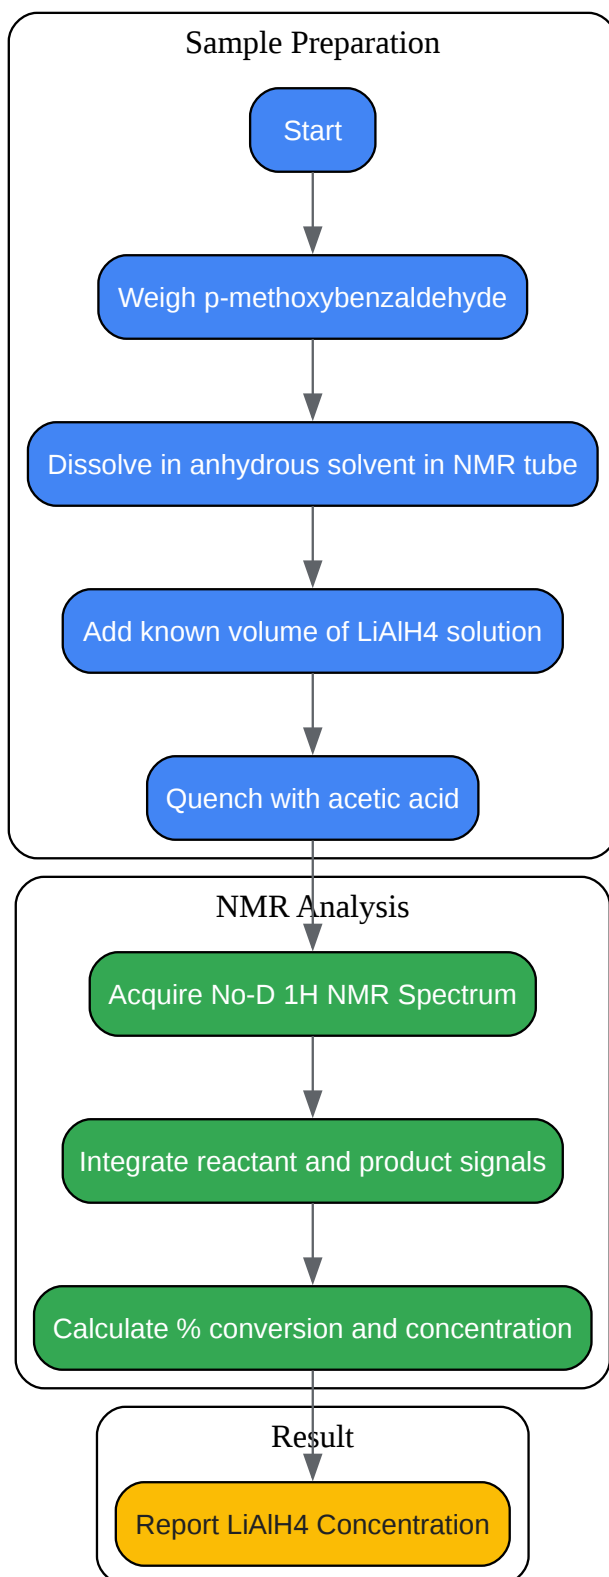 Sample Preparation
Start
Weigh p-methoxybenzaldehyde
Dissolve in anhydrous solvent in NMR tube
Add known volume of LiAlH4 solution
Quench with acetic acid
NMR Analysis
Acquire No-D 1H NMR Spectrum
Integrate reactant and product signals
Calculate % conversion and concentration
Result
Report LiAlH4 Concentration